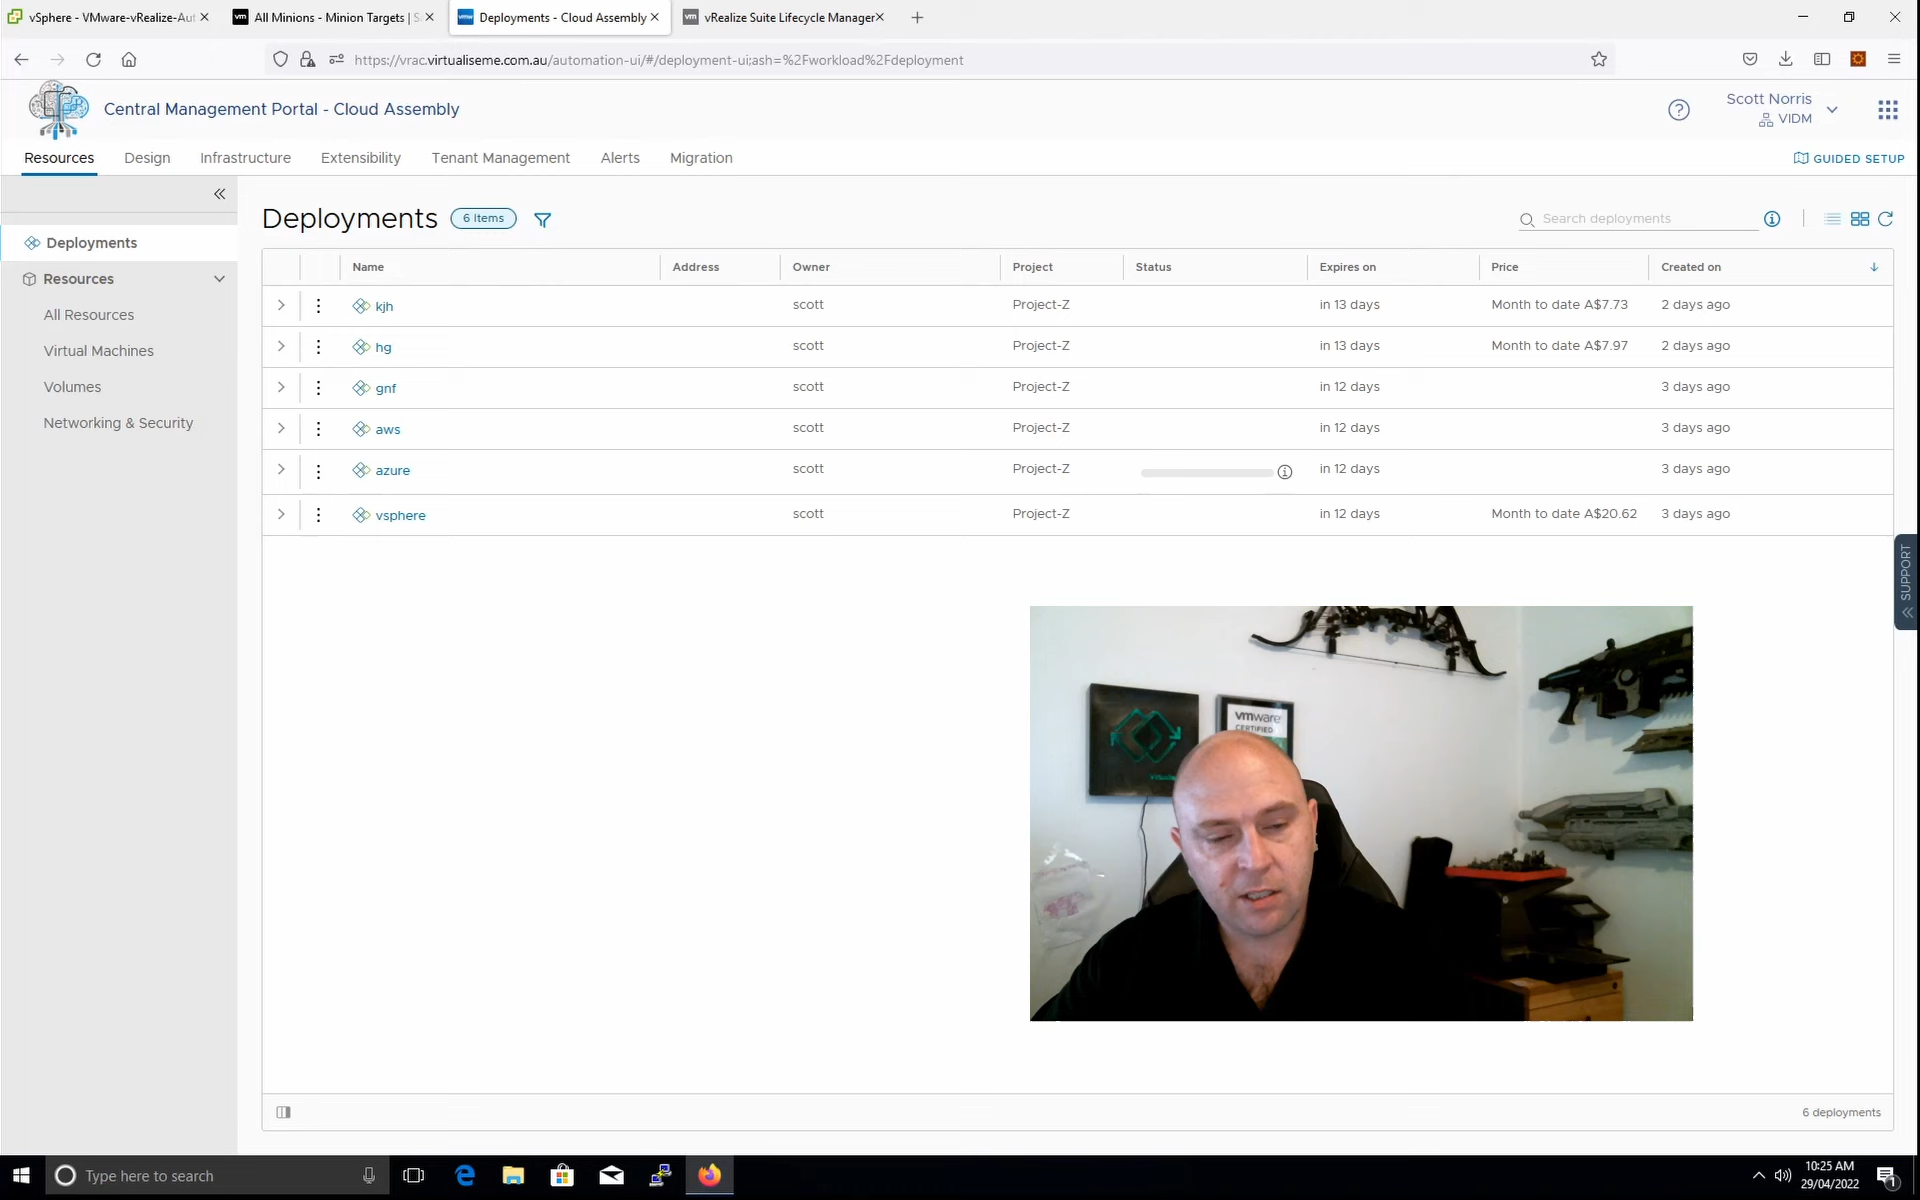 vSphere - VMware-vRealize-Aut
All Minions - Minion Targets | S
Deployments - Cloud Assembly
vRealize Suite Lifecycle Manager
https://vrac.virtualiseme.com.au/automation-ui/#/deployment-ui;ash=%2Fworkload%2Fdeployment
Central Management Portal - Cloud Assembly
Scott Norris
VIDM
Resources Design Infrastructure Extensibility Tenant Management Alerts Migration
GUIDED SETUP
Deployments
Resources
All Resources
Virtual Machines
Volumes
Networking & Security
Deployments 6 items
Search deployments
Name Address Owner Project Status Expires on Price Created on
kjh scott Project-Z in 13 days Month to date A$7.73 2 days ago
hg scott Project-Z in 13 days Month to date A$7.97 2 days ago
gnf scott Project-Z in 12 days 3 days ago
aws scott Project-Z in 12 days 3 days ago
azure scott Project-Z in 12 days 3 days ago
vsphere scott Project-Z in 12 days Month to date A$20.62 3 days ago
SUPPORT
vmware
CERTIFIED
6 deployments
Type here to search
10:25 AM
29/04/2022
1